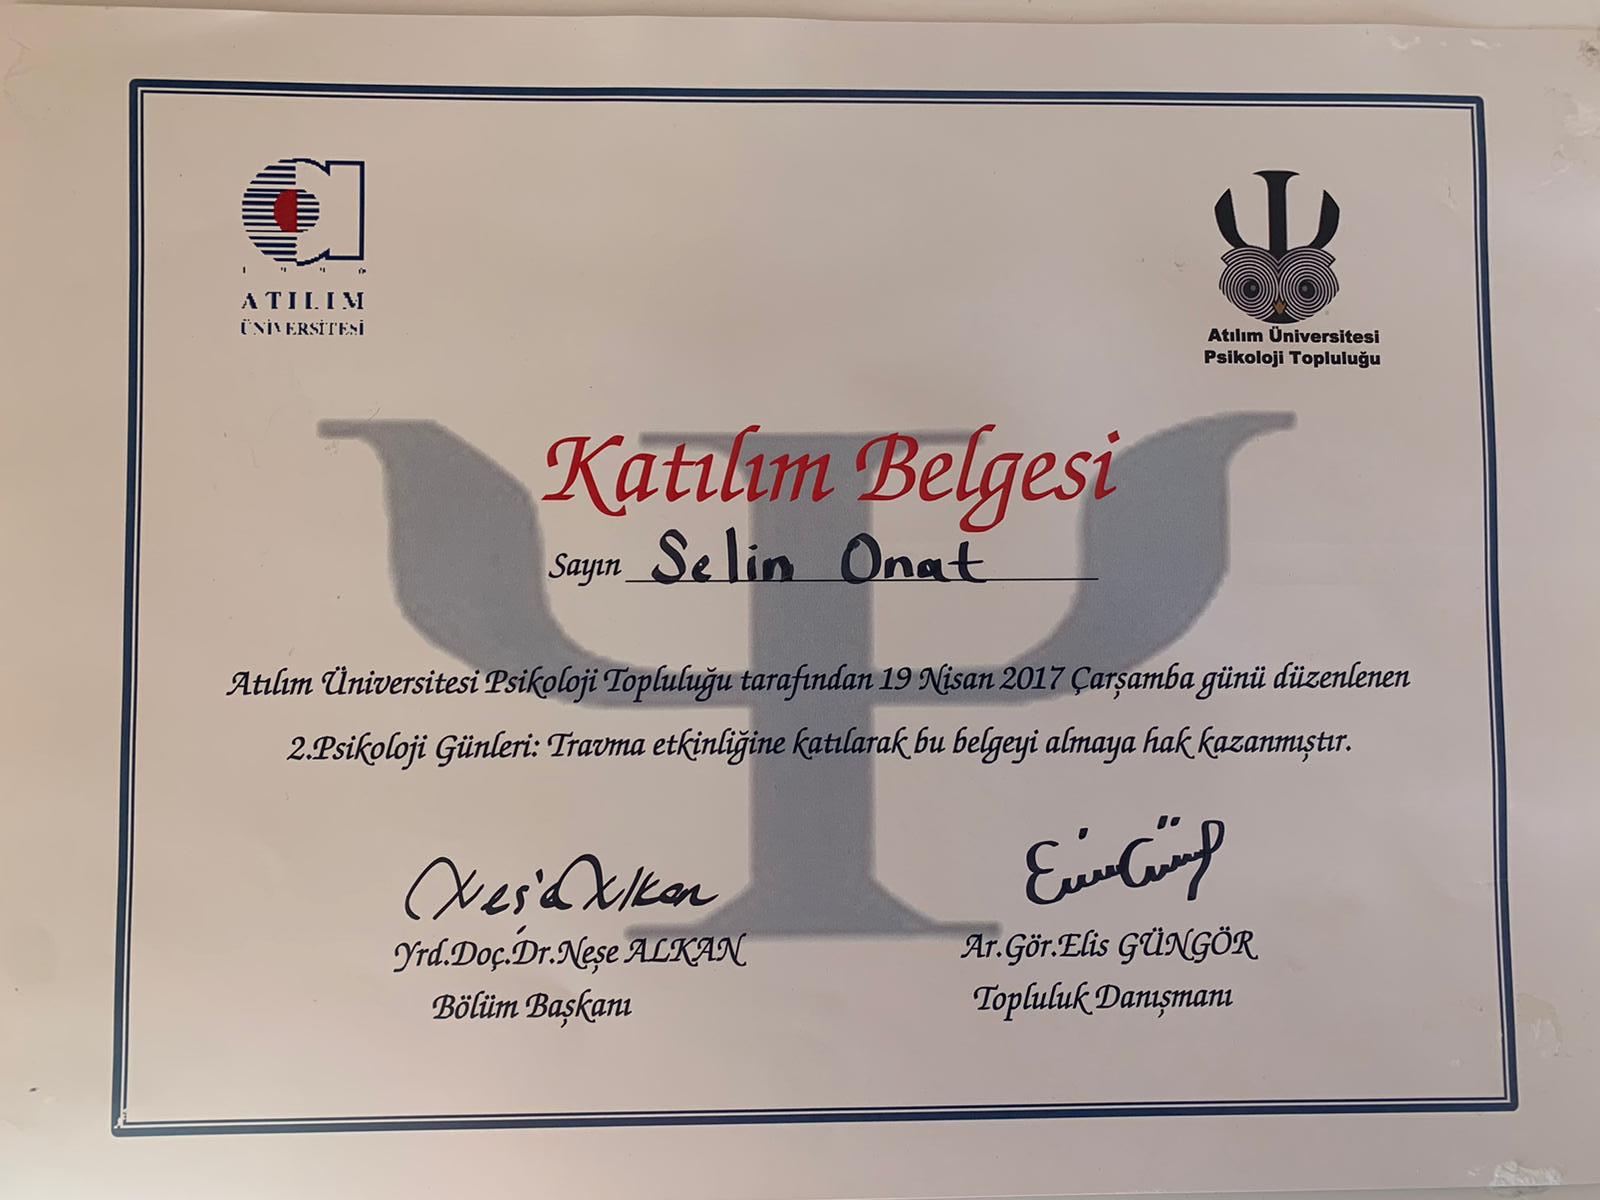 ATILIM
ÜNİVERSİTESİ
Atılım Üniversitesi
Psikoloji Topluluğu
Katılım Belgesi
Sayın Selin Onat
Atılım Üniversitesi Psikoloji Topluluğu tarafından 19 Nisan 2017 Çarşamba günü düzenlenen
2.Psikoloji Günleri: Travma etkinliğine katılarak bu belgeyi almaya hak kazanmıştır.
Neşe Alkan
Yrd.Doç.Dr.Neşe ALKAN
Bölüm Başkanı
Ar.Gör.Elis GÜNGÖR
Topluluk Danışmanı